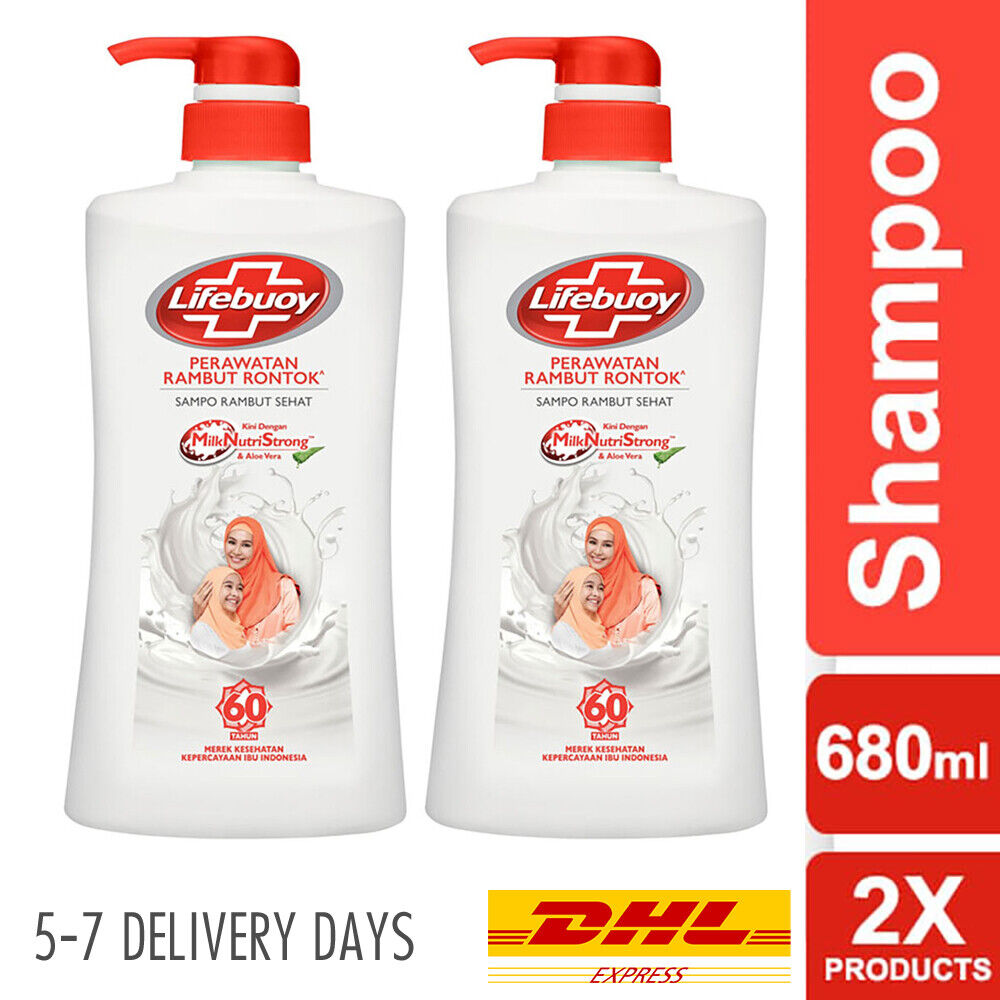 Lifebuoy
PERAWATAN
RAMBUT RONTOK^
SAMPO RAMBUT SEHAT
Kini Dengan
MilkNutriStrong™
& Aloe Vera
60
TAHUN
MEREK KESEHATAN
KEPERCAYAAN IBU INDONESIA
Lifebuoy
PERAWATAN
RAMBUT RONTOK^
SAMPO RAMBUT SEHAT
Kini Dengan
MilkNutriStrong™
& Aloe Vera
60
TAHUN
MEREK KESEHATAN
KEPERCAYAAN IBU INDONESIA
Shampoo
680ml
2X
PRODUCTS
5-7 DELIVERY DAYS
DHL
EXPRESS